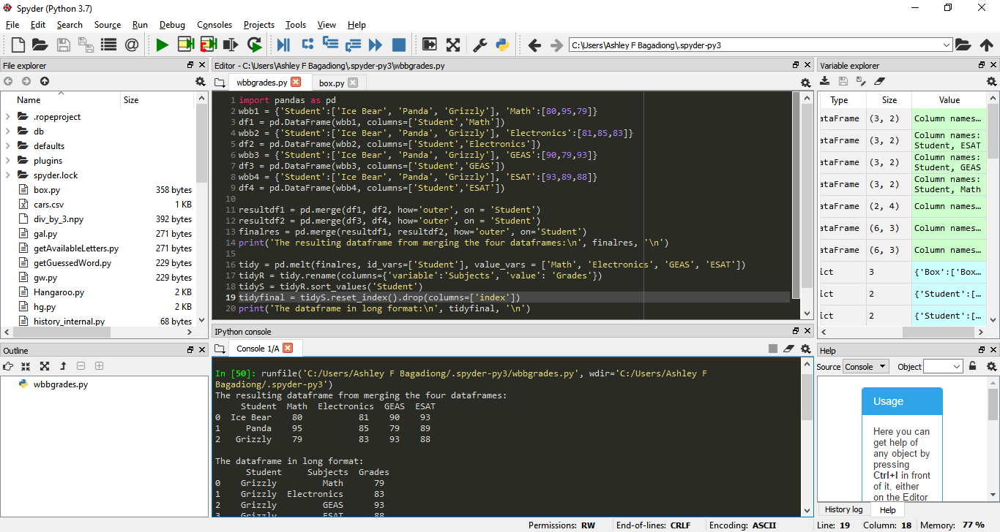 Spyder (Python 3.7)
File Edit Search Source Run Debug Consoles Projects Tools View Help
C:\Users\Ashley F Bagadiong\.spyder-py3
File explorer
Name Size
.ropeproject
db
defaults
plugins
spyder.lock
box.py 358 bytes
cars.csv 1 KB
div_by_3.npy 392 bytes
gal.py 271 bytes
getAvailableLetters.py 271 bytes
getGuessedWord.py 229 bytes
gw.py 229 bytes
Hangaroo.py 2 KB
hg.py 2 KB
history_internal.py 68 bytes
Outline
wbbgrades.py
Editor - C:\Users\Ashley F Bagadiong\.spyder-py3\wbbgrades.py
wbbgrades.py box.py
1 import pandas as pd
2 wbb1 = {'Student':['Ice Bear', 'Panda', 'Grizzly'], 'Math':[80,95,79]}
3 df1 = pd.DataFrame(wbb1, columns=['Student','Math'])
4 wbb2 = {'Student':['Ice Bear', 'Panda', 'Grizzly'], 'Electronics':[81,85,83]}
5 df2 = pd.DataFrame(wbb2, columns=['Student','Electronics'])
6 wbb3 = {'Student':['Ice Bear', 'Panda', 'Grizzly'], 'GEAS':[90,79,93]}
7 df3 = pd.DataFrame(wbb3, columns=['Student','GEAS'])
8 wbb4 = {'Student':['Ice Bear', 'Panda', 'Grizzly'], 'ESAT':[93,89,88]}
9 df4 = pd.DataFrame(wbb4, columns=['Student','ESAT'])
10
11 resultdf1 = pd.merge(df1, df2, how='outer', on = 'Student')
12 resultdf2 = pd.merge(df3, df4, how='outer', on = 'Student')
13 finalres = pd.merge(resultdf1, resultdf2, how='outer', on='Student')
14 print('The resulting dataframe from merging the four dataframes:\n', finalres, '\n')
15
16 tidy = pd.melt(finalres, id_vars=['Student'], value_vars = ['Math', 'Electronics', 'GEAS', 'ESAT'])
17 tidyR = tidy.rename(columns={'variable':'Subjects', 'value': 'Grades'})
18 tidyS = tidyR.sort_values('Student')
19 tidyfinal = tidyS.reset_index().drop(columns=['index'])
20 print('The dataframe in long format:\n', tidyfinal, '\n')
IPython console
Console 1/A
In [50]: runfile('C:/Users/Ashley F Bagadiong/.spyder-py3/wbbgrades.py', wdir='C:/Users/Ashley F
Bagadiong/.spyder-py3')
The resulting dataframe from merging the four dataframes:
Student Math Electronics GEAS ESAT
0 Ice Bear 80 81 90 93
1 Panda 95 85 79 89
2 Grizzly 79 83 93 88
The dataframe in long format:
Student Subjects Grades
0 Grizzly Math 79
1 Grizzly Electronics 83
2 Grizzly GEAS 93
3 Grizzly ESAT 88
Variable explorer
Type Size Value
ataFrame (3, 2) Column names...
ataFrame (3, 2) Column names:
Student, ESAT
ataFrame (3, 2) Column names:
Student, GEAS
ataFrame (3, 2) Column names:
Student, Math
ataFrame (2, 4) Column names...
ataFrame (6, 3) Column names...
ataFrame (6, 3) Column names...
ict 3 {'Box':['Box...
ict 2 {'Student':[...
ict 2 {'Student':[...
Help
Source Console Object
Usage
Here you can
get help of
any object by
pressing
Ctrl+I in front
of it, either
on the Editor
History log Help
Permissions: RW End-of-lines: CRLF Encoding: ASCII Line: 19 Column: 18 Memory: 77 %